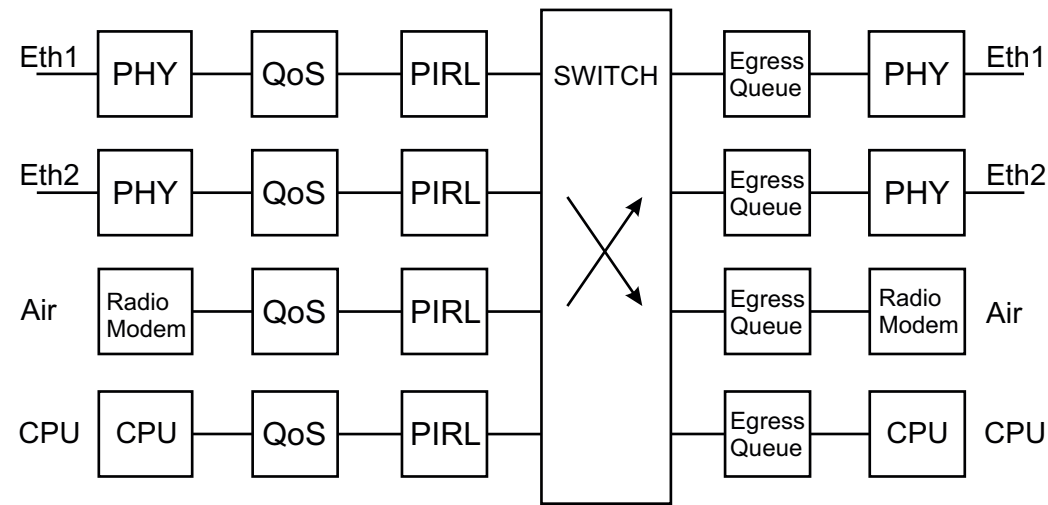 Eth1
PHY
QoS
PIRL
SWITCH
Egress
Queue
PHY
Eth1
Eth2
PHY
QoS
PIRL
Egress
Queue
PHY
Eth2
Air
Radio
Modem
QoS
PIRL
Egress
Queue
Radio
Modem
Air
CPU
CPU
QoS
PIRL
Egress
Queue
CPU
CPU